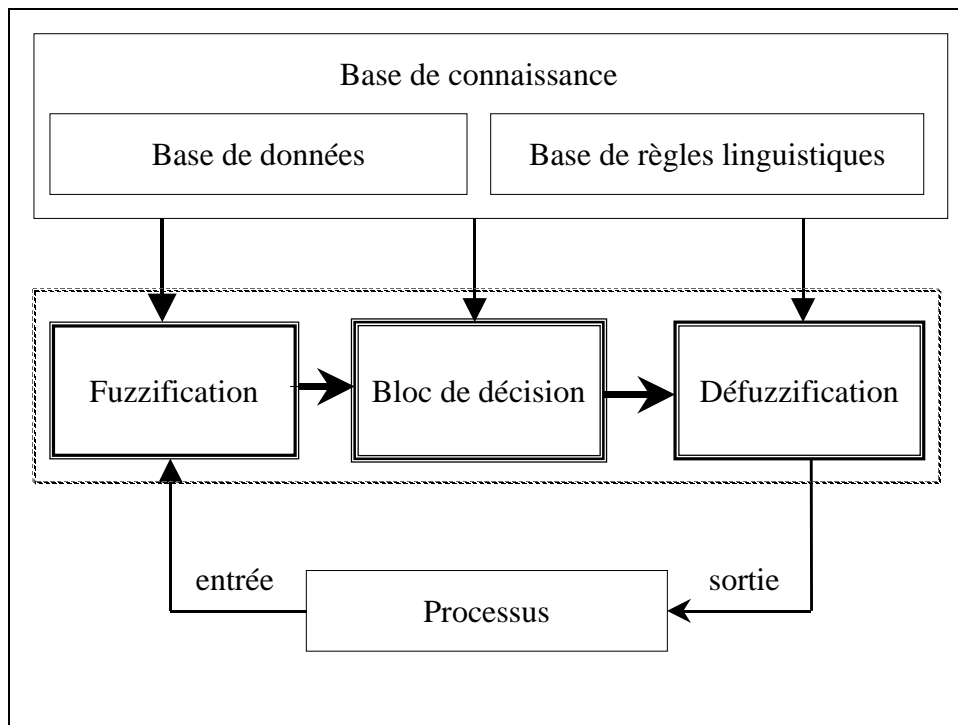 Base de connaissance
Base de données
Base de règles linguistiques
Fuzzification
Bloc de décision
Défuzzification
entrée
sortie
Processus